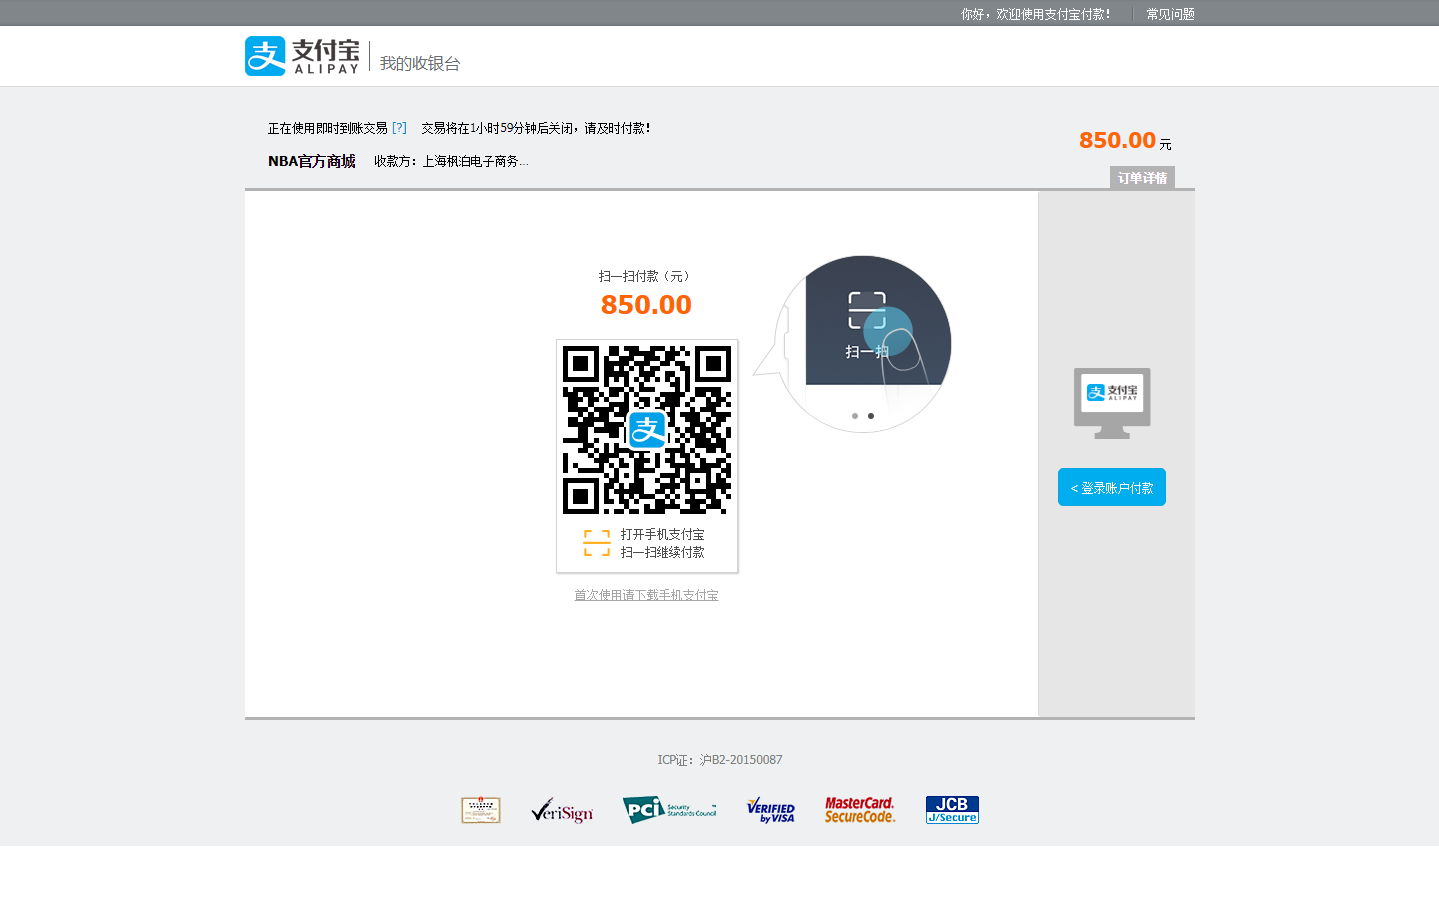 你好，欢迎使用支付宝付款！
常见问题
支
支付宝
ALIPAY
我的收银台
正在使用即时到账交易 [?]
交易将在1小时59分钟后关闭，请及时付款！
850.00 元
NBA官方商城
收款方：上海枫泊电子商务...
订单详情
扫一扫付款（元）
850.00
扫一扫
支
支付宝
ALIPAY
支
< 登录账户付款
打开手机支付宝
扫一扫继续付款
首次使用请下载手机支付宝
ICP证：沪B2-20150087
VeriSign
PCI Security Standards Council
VERIFIED by VISA
MasterCard. SecureCode.
JCB J/Secure